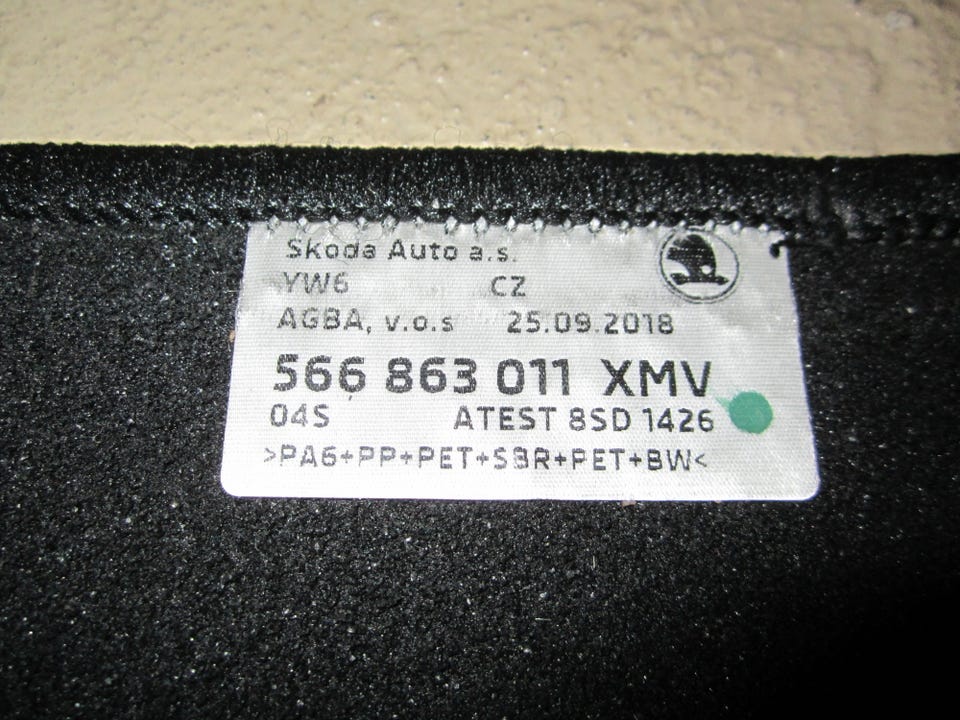 Skoda Auto a.s.
YW6 CZ
AGBA, v.o.s 25.09.2018
566 863 011 XMV
04S ATEST 8SD 1426
>PA6+PP+PET+SBR+PET+BW<